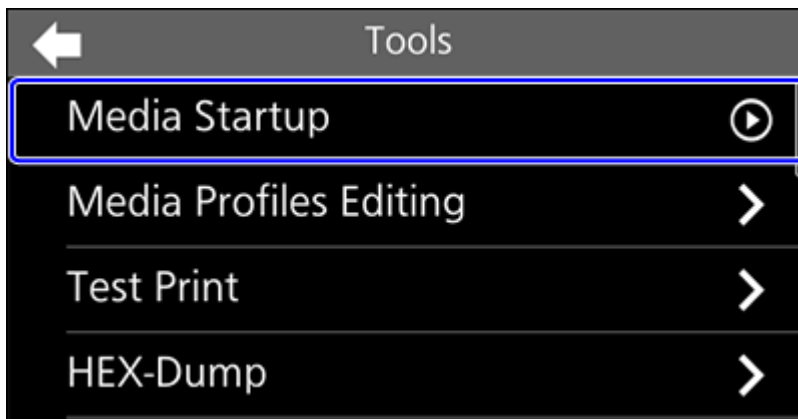 Tools
Media Startup
Media Profiles Editing
Test Print
HEX-Dump